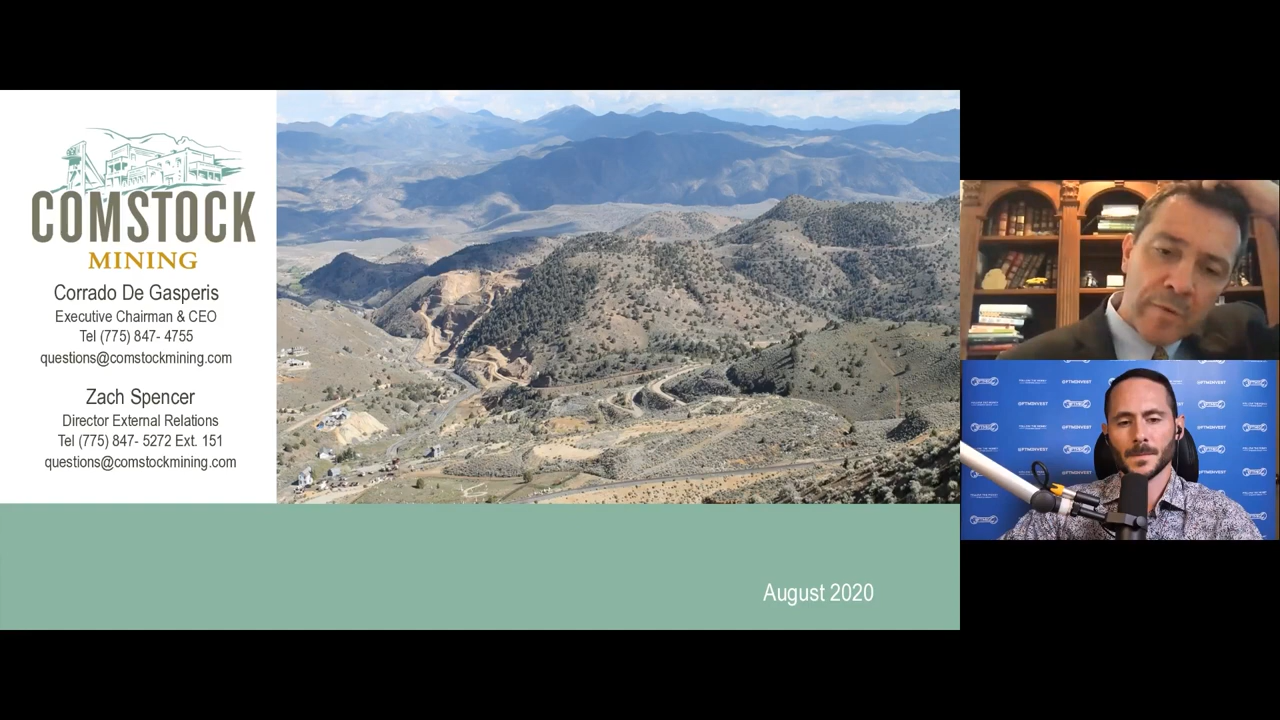 COMSTOCK
MINING
Corrado De Gasperis
Executive Chairman & CEO
Tel (775) 847- 4755
questions@comstockmining.com
Zach Spencer
Director External Relations
Tel (775) 847- 5272 Ext. 151
questions@comstockmining.com
August 2020
@FTMINVEST